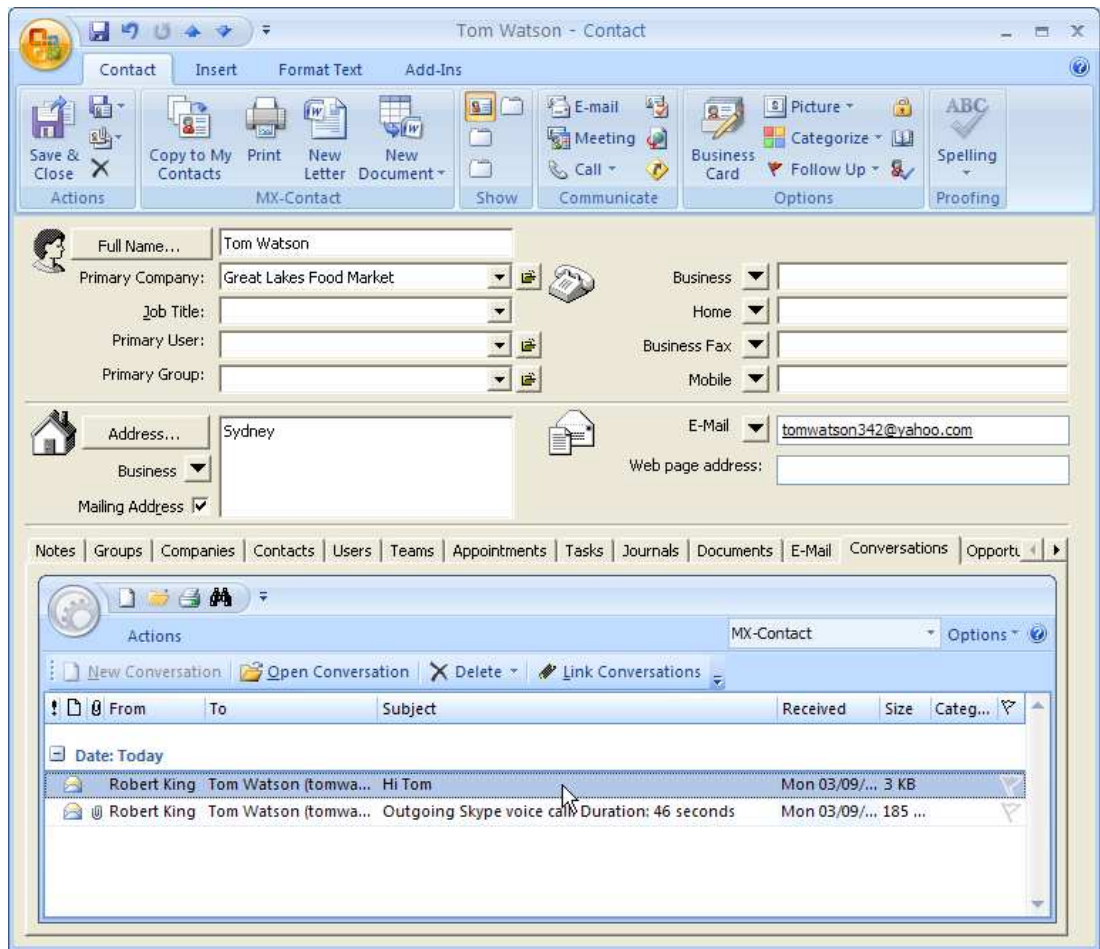 Tom Watson - Contact
Contact Insert Format Text Add-Ins
Save & Close
Copy to My Contacts
Print
New Letter
New Document
E-mail
Meeting
Call
Business Card
Picture
Categorize
Follow Up
ABC
Spelling
Actions MX-Contact Show Communicate Options Proofing
Full Name... Tom Watson
Primary Company: Great Lakes Food Market Business
Job Title: Home
Primary User: Business Fax
Primary Group: Mobile
Address... Sydney E-Mail tomwatson342@yahoo.com
Business Web page address:
Mailing Address
Notes Groups Companies Contacts Users Teams Appointments Tasks Journals Documents E-Mail Conversations Opportu
Actions MX-Contact Options
New Conversation Open Conversation Delete Link Conversations
! From To Subject Received Size Categ...
Date: Today
Robert King Tom Watson (tomwa... Hi Tom Mon 03/09/... 3 KB
Robert King Tom Watson (tomwa... Outgoing Skype voice call: Duration: 46 seconds Mon 03/09/... 185 ...